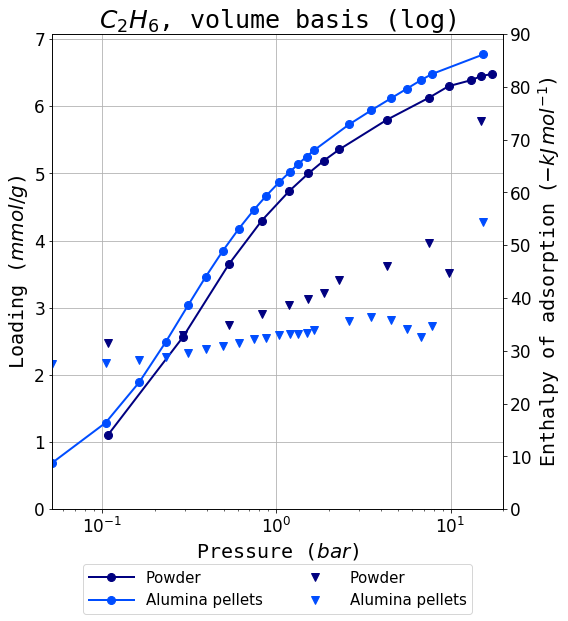 C₂H₆, volume basis (log)
7
6
5
4
3
2
1
0
Loading (mmol/g)
90
80
70
60
50
40
30
20
10
0
Enthalpy of adsorption (−kJ mol⁻¹)
10⁻¹ 10⁰ 10¹
Pressure (bar)
Powder Powder
Alumina pellets Alumina pellets